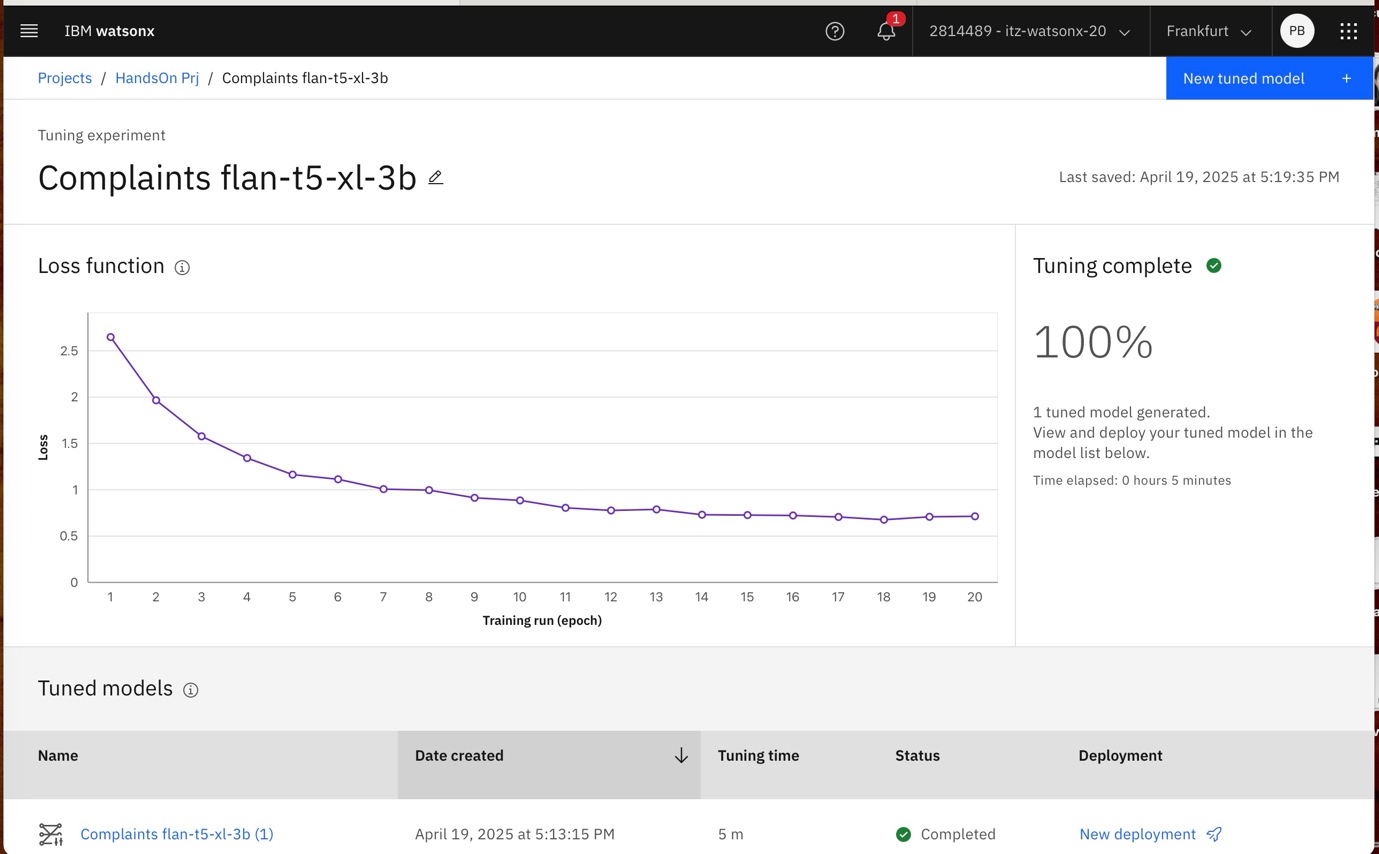 IBM watsonx
1
2814489 - itz-watsonx-20
Frankfurt
PB
Projects / HandsOn Prj / Complaints flan-t5-xl-3b
New tuned model +
Tuning experiment
Complaints flan-t5-xl-3b
Last saved: April 19, 2025 at 5:19:35 PM
Loss function
2.5
2
1.5
1
0.5
0
Loss
1 2 3 4 5 6 7 8 9 10 11 12 13 14 15 16 17 18 19 20
Training run (epoch)
Tuning complete
100%
1 tuned model generated.
View and deploy your tuned model in the
model list below.
Time elapsed: 0 hours 5 minutes
Tuned models
Name Date created Tuning time Status Deployment
Complaints flan-t5-xl-3b (1) April 19, 2025 at 5:13:15 PM 5 m Completed New deployment